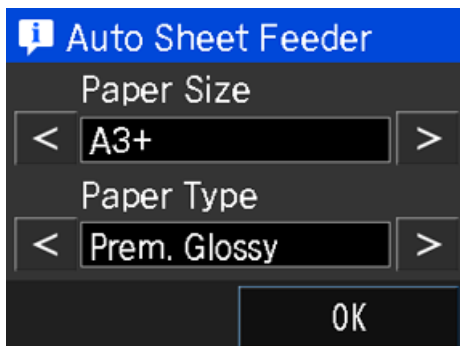 Auto Sheet Feeder
Paper Size
< A3+ >
Paper Type
< Prem. Glossy >
OK